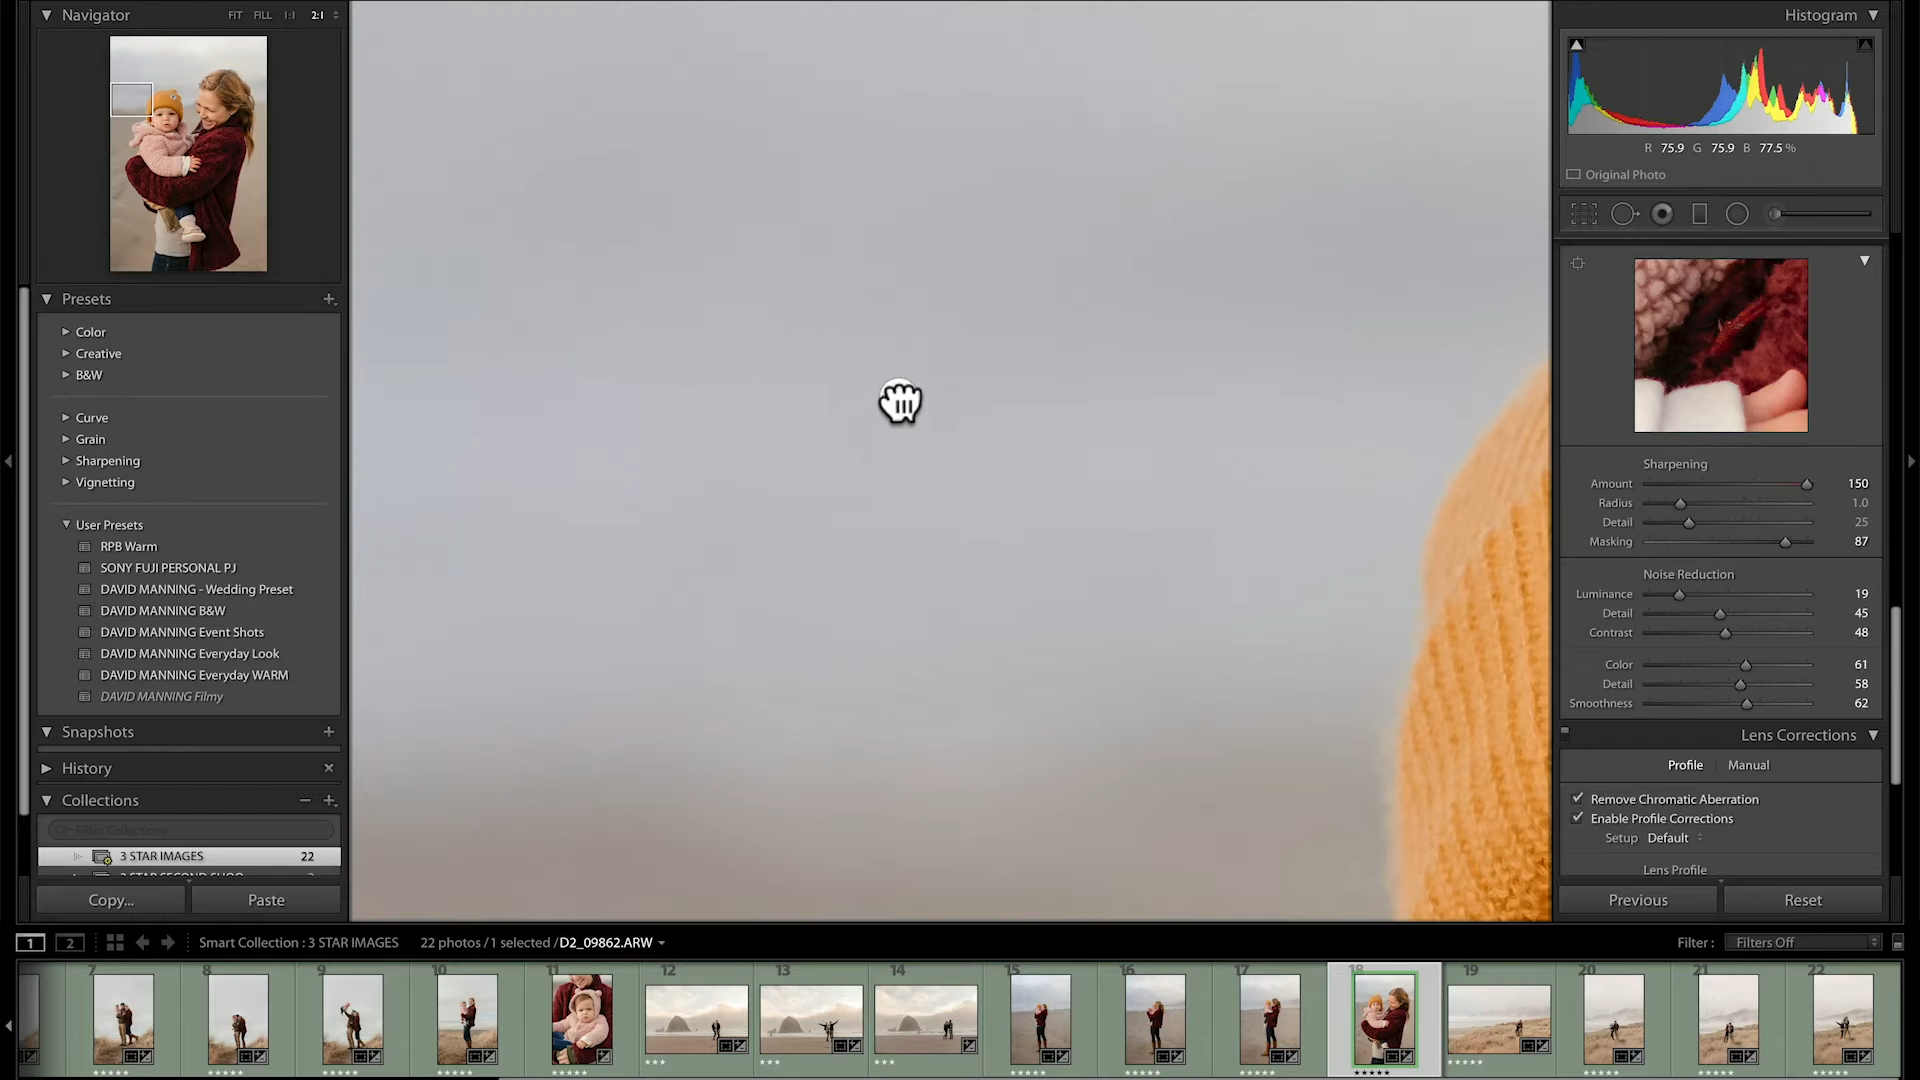 Navigator
FIT FILL 1:1 2:1
Presets
Color
Creative
B&W
Curve
Grain
Sharpening
Vignetting
User Presets
RPB Warm
SONY FUJI PERSONAL PJ
DAVID MANNING - Wedding Preset
DAVID MANNING B&W
DAVID MANNING Event Shots
DAVID MANNING Everyday Look
DAVID MANNING Everyday WARM
DAVID MANNING Filmy
Snapshots
History
Collections
Filter Collections
3 STAR IMAGES 22
Copy... Paste
Histogram
R 75.9 G 75.9 B 77.5 %
Original Photo
Sharpening
Amount 150
Radius 1.0
Detail 25
Masking 87
Noise Reduction
Luminance 19
Detail 45
Contrast 48
Color 61
Detail 58
Smoothness 62
Lens Corrections
Profile Manual
Remove Chromatic Aberration
Enable Profile Corrections
Setup Default
Lens Profile
Previous Reset
1 2 Smart Collection : 3 STAR IMAGES 22 photos / 1 selected / D2_09862.ARW Filter : Filters Off
7 8 9 10 11 12 13 14 15 16 17 18 19 20 21 22